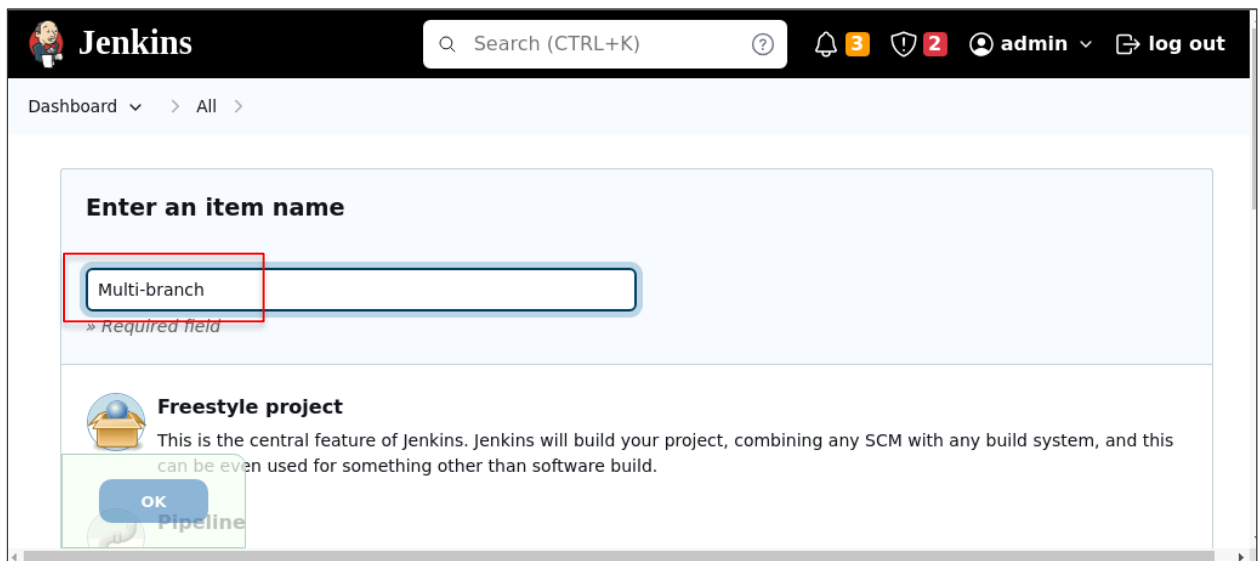 Jenkins
Search (CTRL+K)
3
2
admin
log out
Dashboard
All
Enter an item name
Multi-branch
» Required field
Freestyle project
This is the central feature of Jenkins. Jenkins will build your project, combining any SCM with any build system, and this
can be even used for something other than software build.
OK
Pipeline